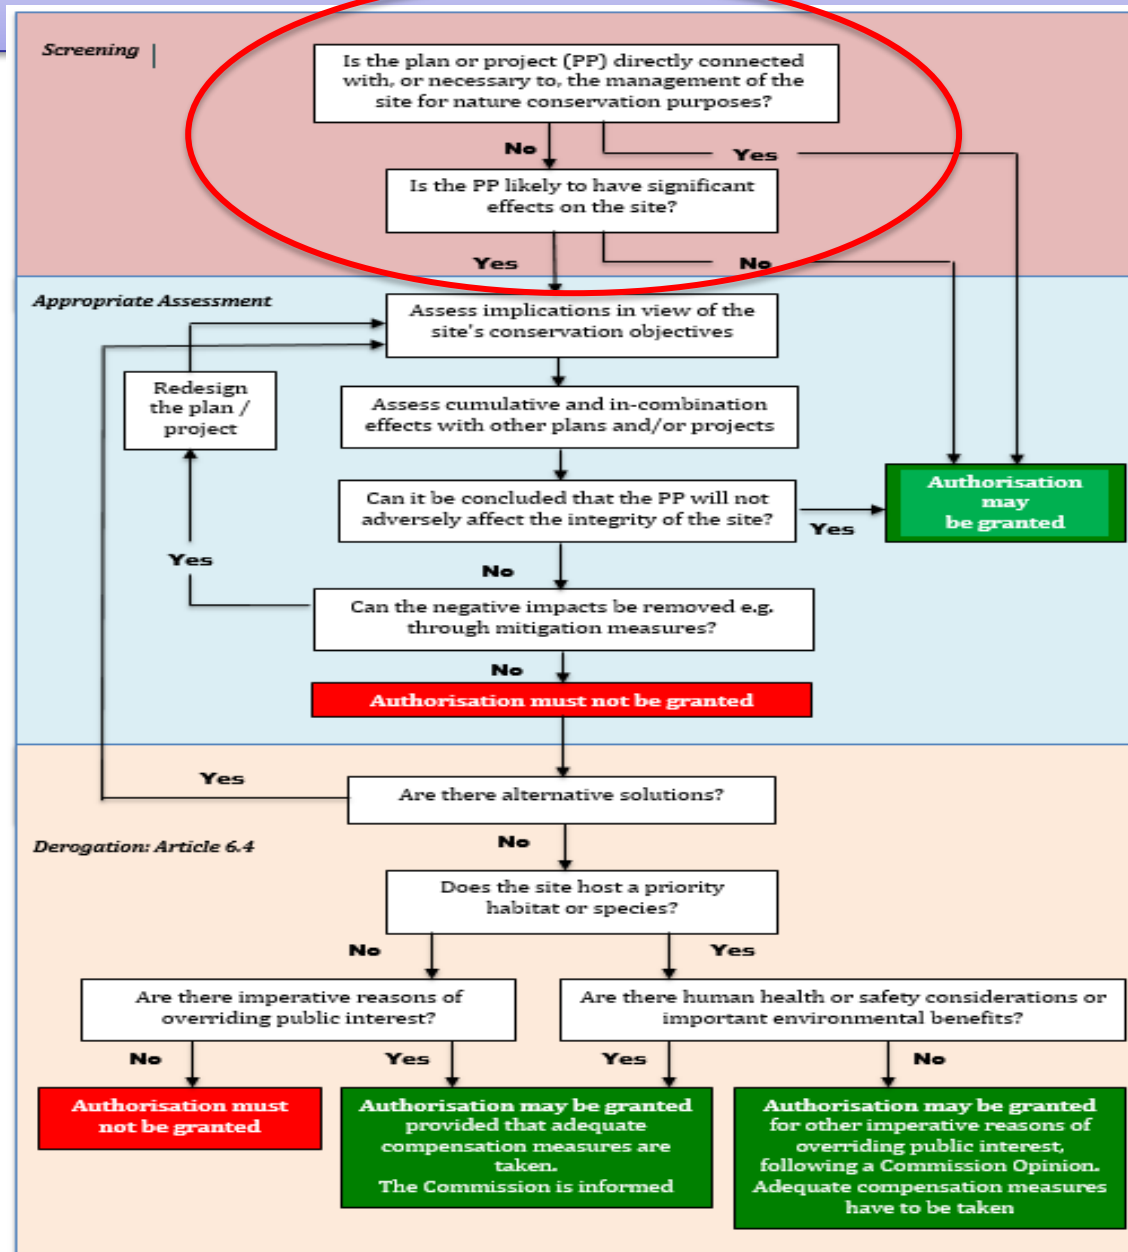 Screening
Is the plan or project (PP) directly connected
with, or necessary to, the management of the
site for nature conservation purposes?
No
Yes
Is the PP likely to have significant
effects on the site?
Yes
No
Appropriate Assessment
Assess implications in view of the
site's conservation objectives
Redesign
the plan /
project
Assess cumulative and in-combination
effects with other plans and/or projects
Authorisation
may
be granted
Can it be concluded that the PP will not
adversely affect the integrity of the site?
Yes
Yes
No
Can the negative impacts be removed e.g.
through mitigation measures?
No
Authorisation must not be granted
Yes
Are there alternative solutions?
Derogation: Article 6.4
No
Does the site host a priority
habitat or species?
No
Yes
Are there imperative reasons of
overriding public interest?
Are there human health or safety considerations or
important environmental benefits?
No
Yes
Yes
No
Authorisation must
not be granted
Authorisation may be granted
provided that adequate
compensation measures are
taken.
The Commission is informed
Authorisation may be granted
for other imperative reasons of
overriding public interest,
following a Commission Opinion.
Adequate compensation measures
have to be taken